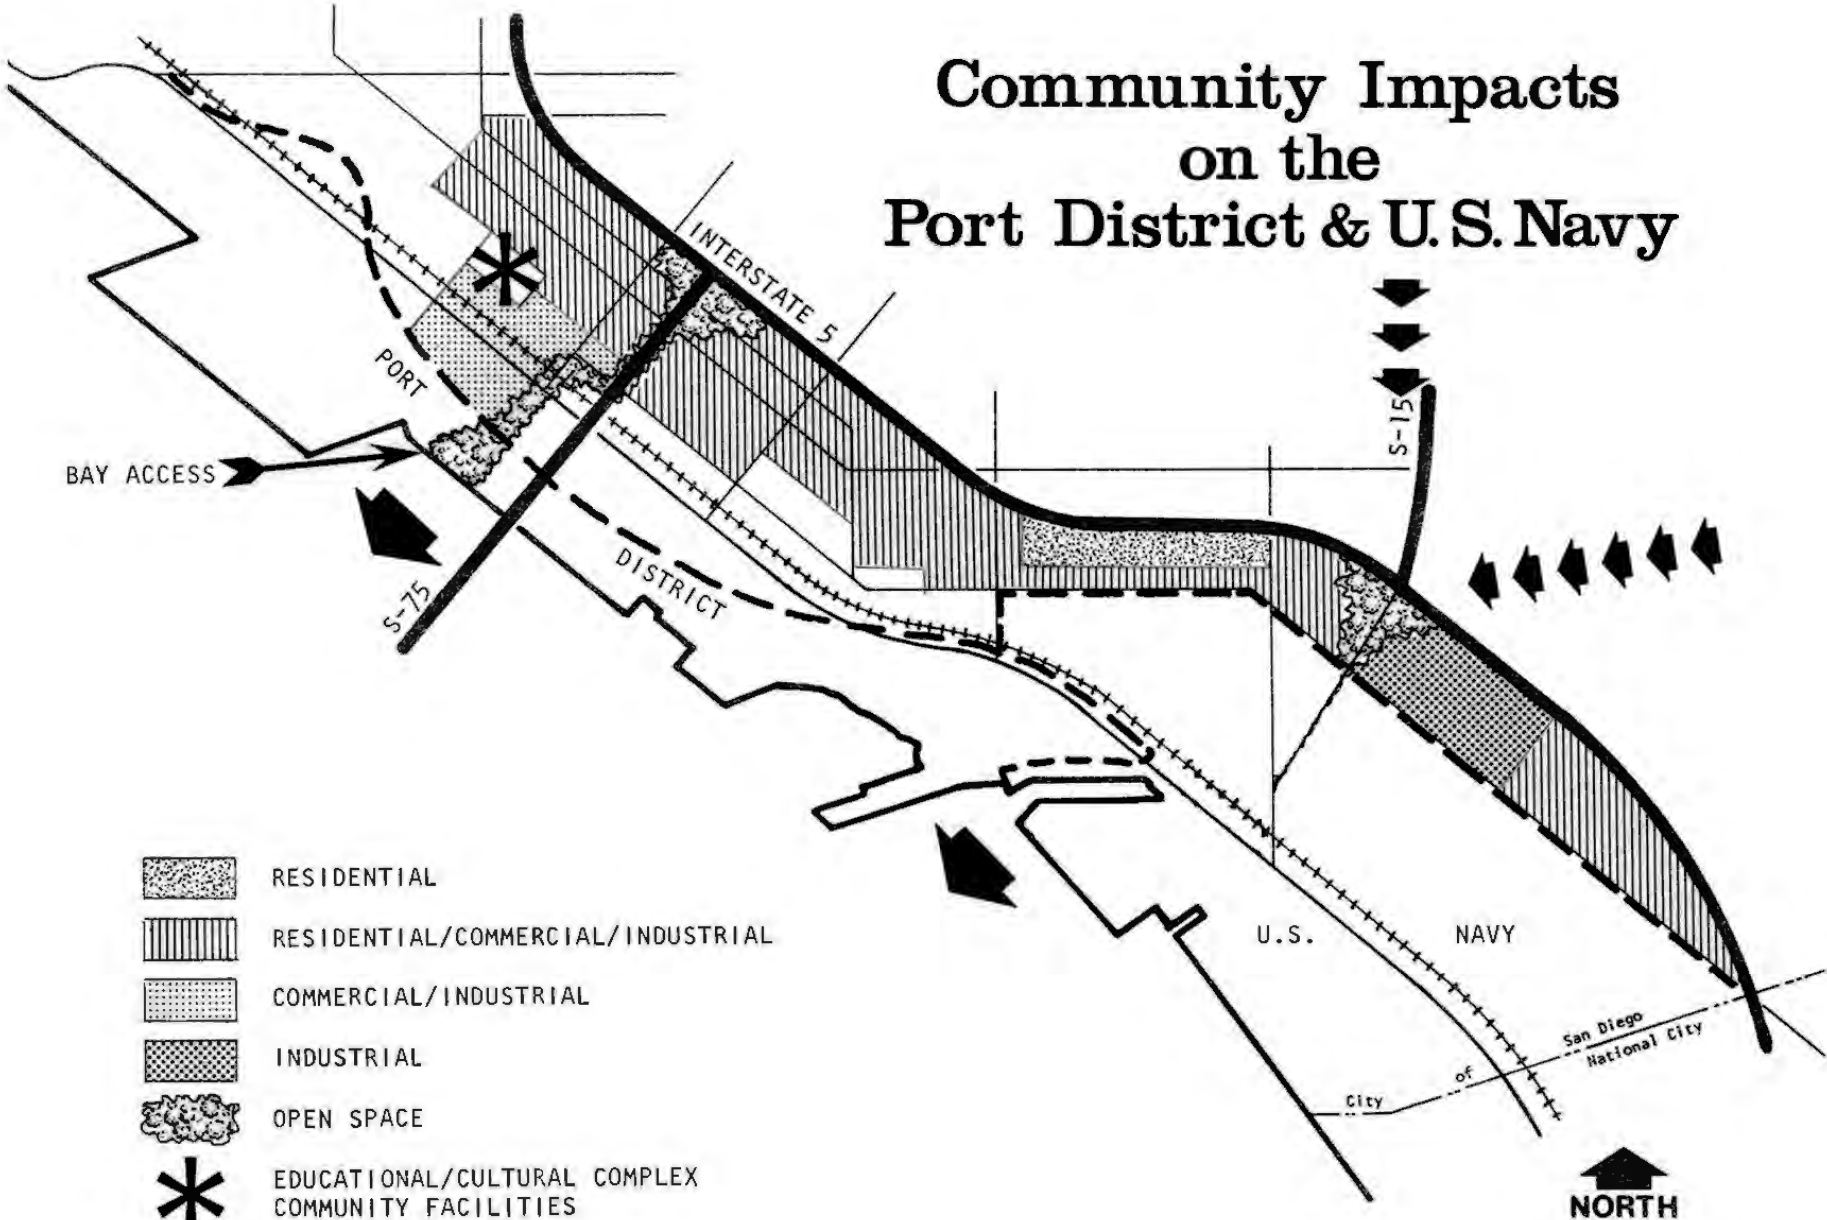 Community Impacts
on the
Port District & U.S. Navy
INTERSTATE 5
PORT
S-15
BAY ACCESS
DISTRICT
S-75
RESIDENTIAL
RESIDENTIAL/COMMERCIAL/INDUSTRIAL
COMMERCIAL/INDUSTRIAL
INDUSTRIAL
OPEN SPACE
EDUCATIONAL/CULTURAL COMPLEX
COMMUNITY FACILITIES
U.S. NAVY
San Diego
City of National City
NORTH